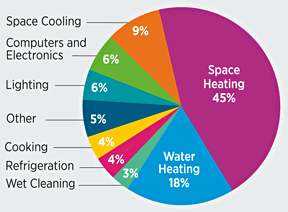 Space Cooling
9%
Computers and
Electronics
6%
Lighting
6%
Other
5%
Cooking
4%
Refrigeration
4%
Wet Cleaning
3%
Water
Heating
18%
Space
Heating
45%